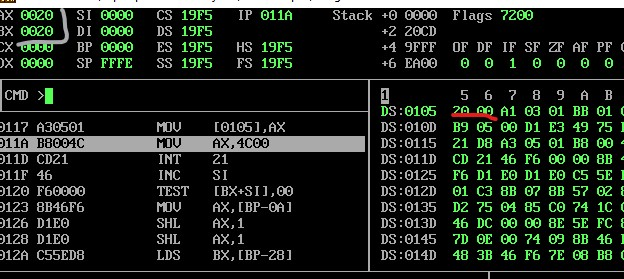 AX 0020 SI 0000 CS 19F5 IP 011A Stack +0 0000 Flags 7200
BX 0020 DI 0000 DS 19F5 +2 20CD
CX 0000 BP 0000 ES 19F5 HS 19F5 +4 9FFF OF DF IF SF ZF AF PF C
DX 0000 SP FFFE SS 19F5 FS 19F5 +6 EA00 0 0 1 0 0 0 0 0
CMD >
1 5 6 7 8 9 A B
DS:0105 20 00 A1 03 01 BB 01 0
DS:010D B9 05 00 D1 E3 49 75
0117 A30501 MOV [0105],AX
DS:0115 21 D8 A3 05 01 B8 00 4
011A B8004C MOV AX,4C00
DS:011D CD 21 46 F6 00 00 8B 4
011D CD21 INT 21
DS:0125 F6 D1 E0 D1 E0 C5 5E
011F 46 INC SI
DS:012D 01 C3 8B 07 8B 57 02 8
0120 F60000 TEST [BX+SI],00
DS:0135 D2 75 04 85 C0 74 1C
0123 8B46F6 MOV AX,[BP-0A]
DS:013D 46 DC 00 00 8E 5E FC 8
0126 D1E0 SHL AX,1
DS:0145 7D 0E 00 74 09 8B 46
0128 D1E0 SHL AX,1
DS:014D 48 3B 46 F6 7E 08 B8 0
012A C55ED8 LDS BX,[BP-28]